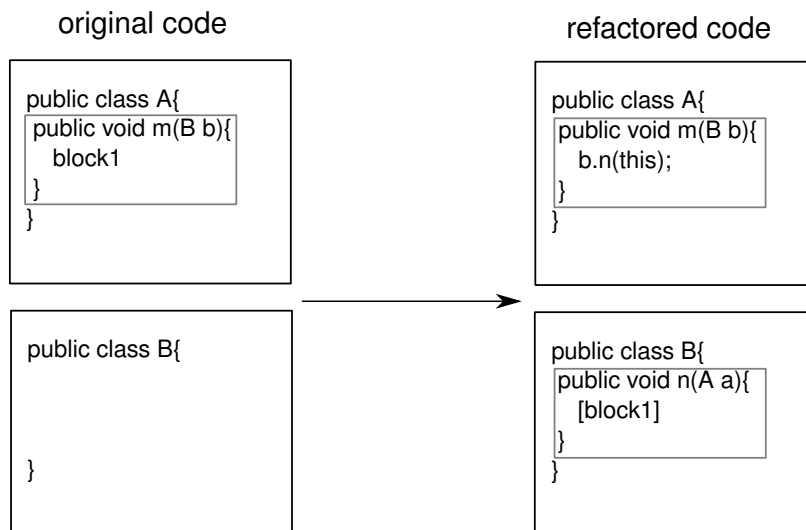 original code
public class A{
public void m(B b){
block1
}
}
public class B{
}
refactored code
public class A{
public void m(B b){
b.n(this);
}
}
public class B{
public void n(A a){
[block1]
}
}